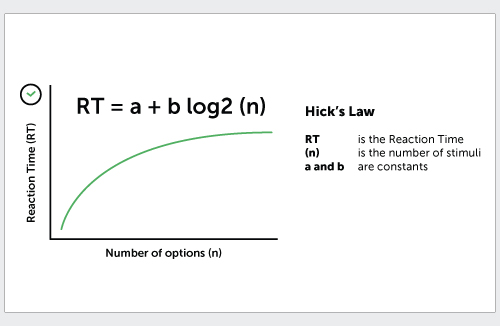 RT = a + b log2 (n)
Reaction Time (RT)
Number of options (n)
Hick's Law
RT is the Reaction Time
(n) is the number of stimuli
a and b are constants